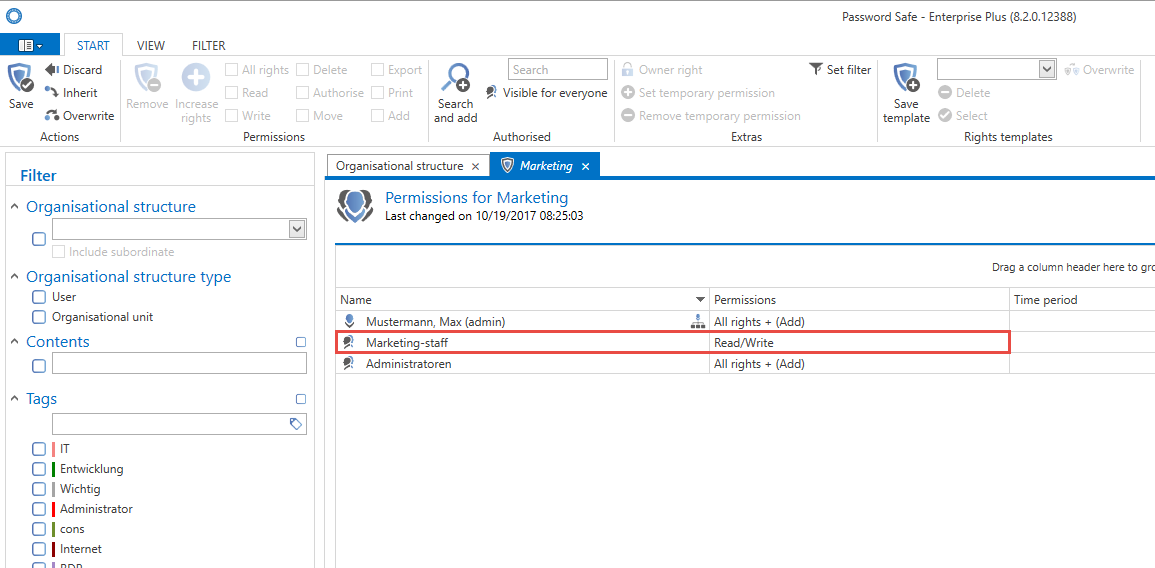 Password Safe - Enterprise Plus (8.2.0.12388)
START VIEW FILTER
Save
Discard
Inherit
Overwrite
Actions
Remove
Increase rights
All rights Delete Export
Read Authorise Print
Write Move Add
Permissions
Search and add
Search
Visible for everyone
Authorised
Owner right
Set temporary permission
Remove temporary permission
Set filter
Extras
Save template
Overwrite
Delete
Select
Rights templates
Filter
Organisational structure
Include subordinate
Organisational structure type
User
Organisational unit
Contents
Tags
IT
Entwicklung
Wichtig
Administrator
cons
Internet
RDP
Organisational structure × Marketing ×
Permissions for Marketing
Last changed on 10/19/2017 08:25:03
Drag a column header here to gro
Name Permissions Time period
Mustermann, Max (admin) All rights + (Add)
Marketing-staff Read/Write
Administratoren All rights + (Add)